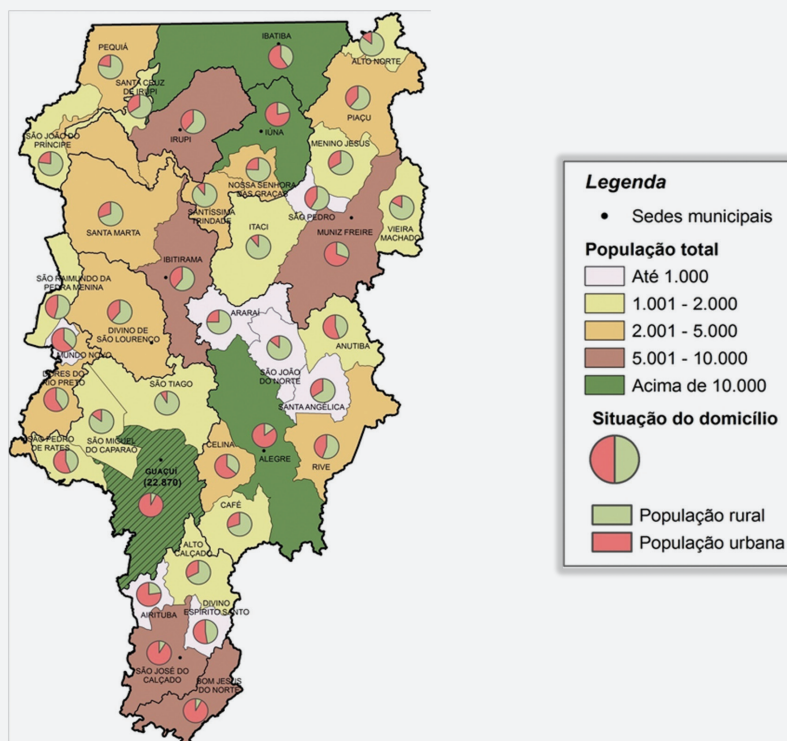 IBATIBA
PEQUIÁ
ALTO NORTE
SANTA CRUZ
DE IRUPI
PIAÇU
SÃO JOÃO DO
PRÍNCIPE
IRUPI
IÚNA
MENINO JESUS
NOSSA SENHORA
DAS GRAÇAS
SANTÍSSIMA
TRINDADE
SÃO PEDRO
SANTA MARTA
ITACI
MUNIZ FREIRE
VIEIRA
MACHADO
IBITIRAMA
SÃO RAIMUNDO DA
PEDRA MENINA
ARARAÍ
DIVINO DE
SÃO LOURENÇO
ANUTIBA
MUNDO NOVO
SÃO JOÃO
DO NORTE
DORES DO
RIO PRETO
SÃO TIAGO
SANTA ANGÉLICA
SÃO PEDRO
DE RATES
SÃO MIGUEL
DO CAPARAÓ
CELINA
ALEGRE
RIVE
GUAÇUÍ
(22.870)
CAFÉ
ALTO
CALÇADO
AIRITUBA
DIVINO
ESPÍRITO SANTO
SÃO JOSÉ DO
CALÇADO
BOM JESUS
DO NORTE
Legenda
Sedes municipais
População total
Até 1.000
1.001 - 2.000
2.001 - 5.000
5.001 - 10.000
Acima de 10.000
Situação do domicílio
População rural
População urbana